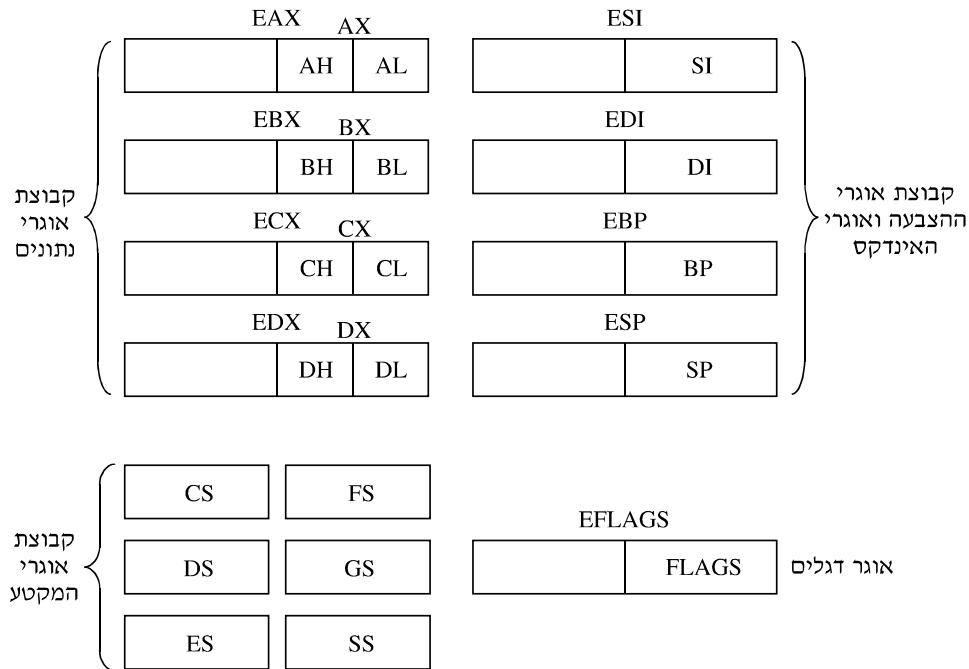 EAX
AX
AH AL
EBX
BX
BH BL
ECX
CX
CH CL
EDX
DX
DH DL
קבוצת
אוגרי
נתונים
ESI
SI
EDI
DI
EBP
BP
ESP
SP
קבוצת אוגרי
ההצבעה ואוגרי
האינדקס
CS FS
DS GS
ES SS
קבוצת
אוגרי
המקטע
EFLAGS
FLAGS
אוגר דגלים